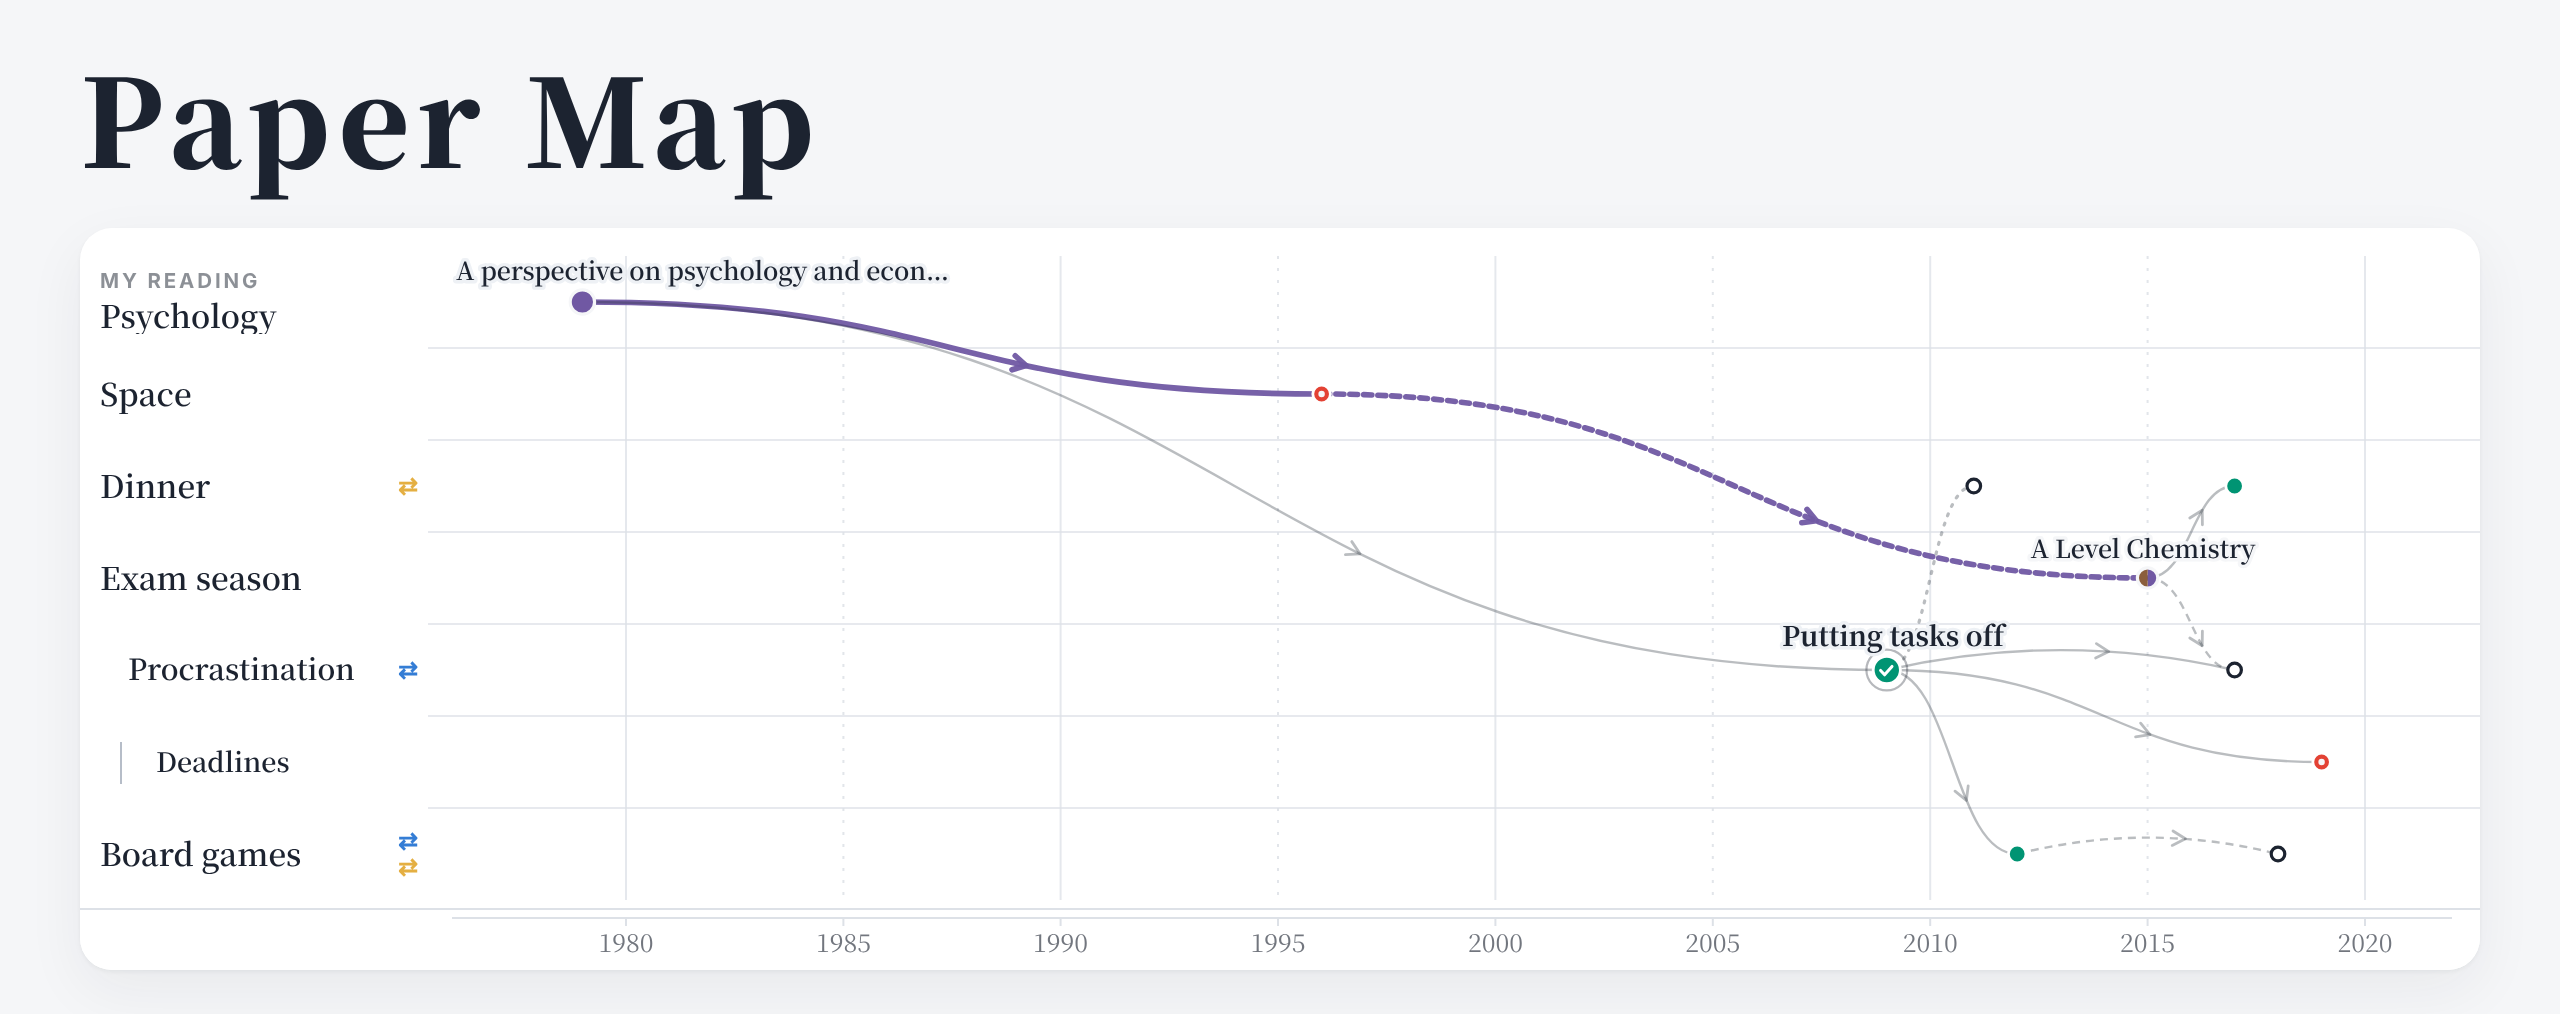 Paper Map
MY READING
A perspective on psychology and econ...
Psychology
Space
Dinner
A Level Chemistry
Exam season
Putting tasks off
Procrastination
Deadlines
Board games
1980 1985 1990 1995 2000 2005 2010 2015 2020